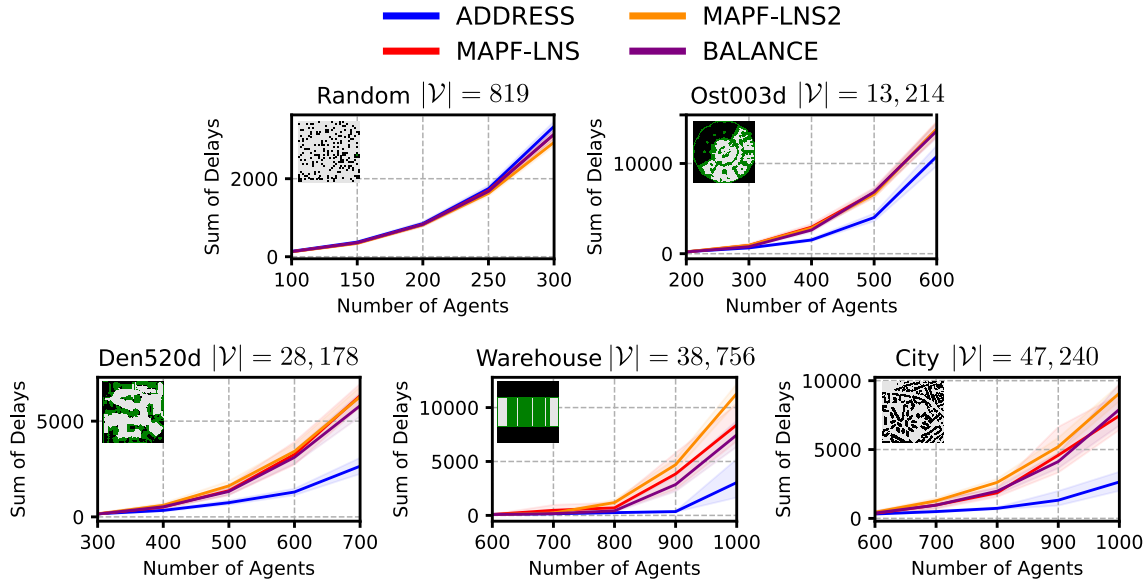 ADDRESS MAPF-LNS2
MAPF-LNS BALANCE
Random |𝒱| = 819
Ost003d |𝒱| = 13, 214
Sum of Delays
2000
0
100 150 200 250 300
Number of Agents
Sum of Delays
10000
0
200 300 400 500 600
Number of Agents
Den520d |𝒱| = 28, 178
Warehouse |𝒱| = 38, 756
City |𝒱| = 47, 240
Sum of Delays
5000
0
300 400 500 600 700
Number of Agents
Sum of Delays
10000
5000
0
600 700 800 900 1000
Number of Agents
Sum of Delays
10000
5000
0
600 700 800 900 1000
Number of Agents